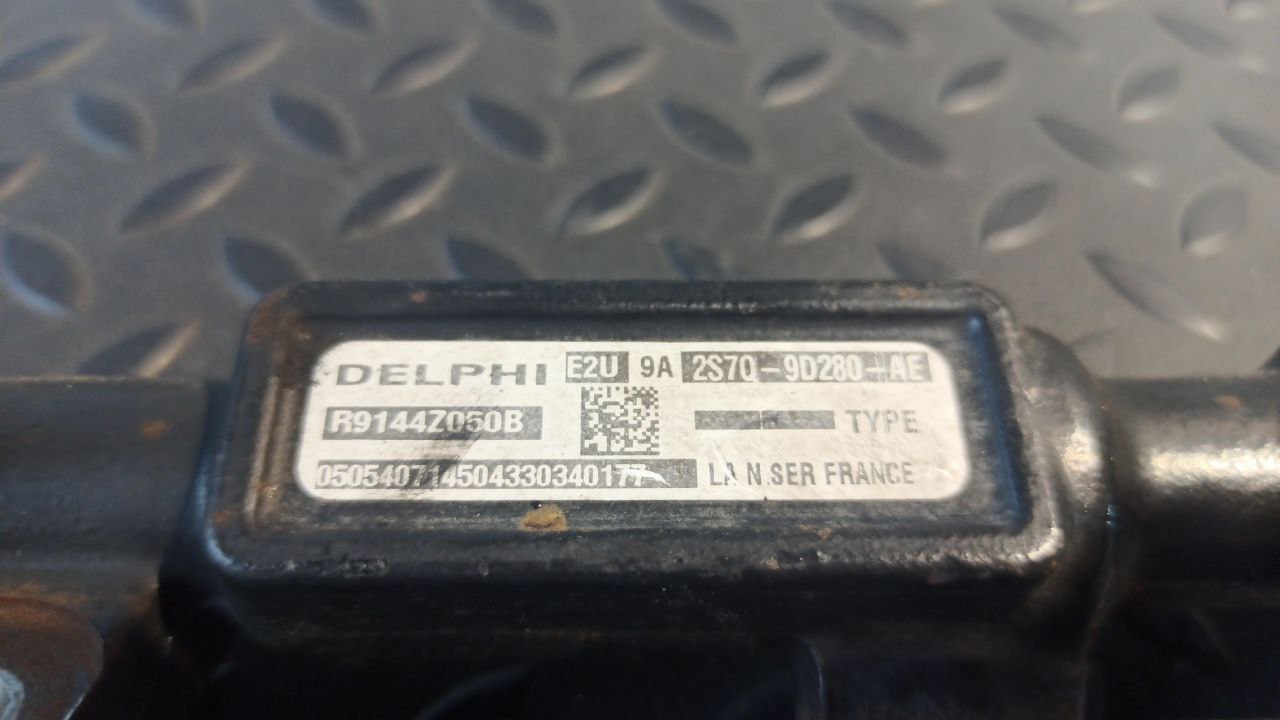 DELPHI E2U 9A 2S7Q-9D280-AE
R9144Z050B TYPE
05054071450433034017 LA N.SER FRANCE